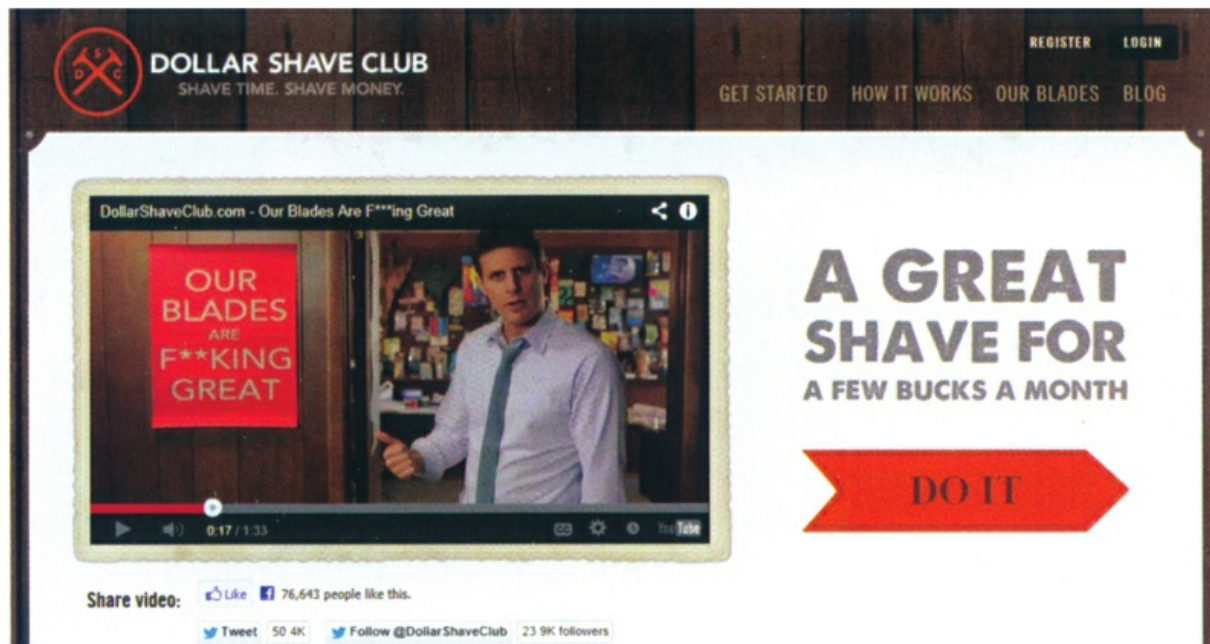 REGISTER LOGIN
S
D C
DOLLAR SHAVE CLUB
SHAVE TIME. SHAVE MONEY.
GET STARTED HOW IT WORKS OUR BLADES BLOG
DollarShaveClub.com - Our Blades Are F***ing Great
OUR
BLADES
ARE
F**KING
GREAT
0:17 / 1:33
CC
YouTube
A GREAT
SHAVE FOR
A FEW BUCKS A MONTH
DO IT
Share video:
Like 76,643 people like this.
Tweet 50.4K Follow @DollarShaveClub 23.9K followers